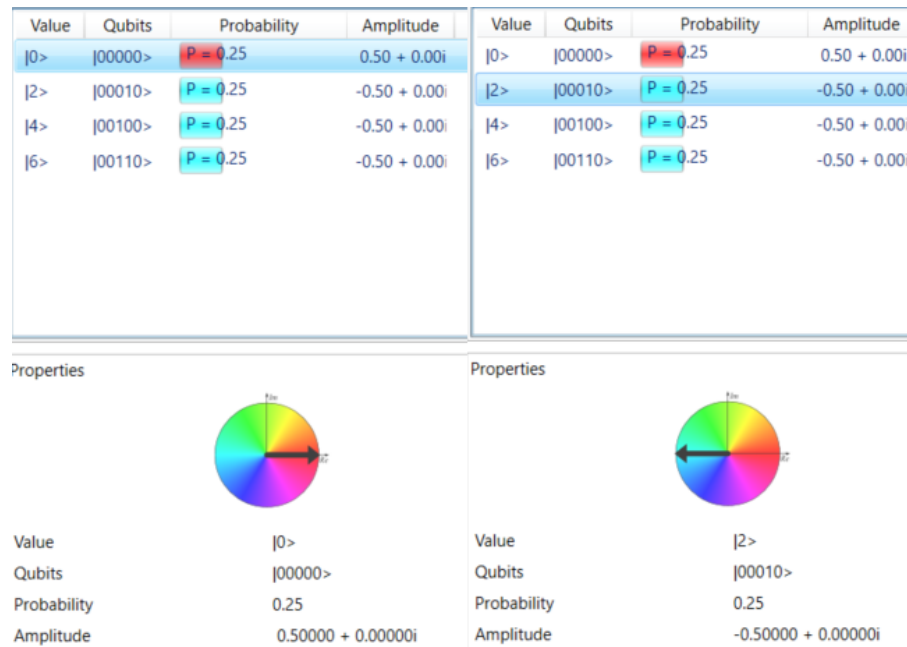 Value Qubits Probability Amplitude
|0> |00000> P = 0.25 0.50 + 0.00i
|2> |00010> P = 0.25 -0.50 + 0.00i
|4> |00100> P = 0.25 -0.50 + 0.00i
|6> |00110> P = 0.25 -0.50 + 0.00i
Properties
Im
Re
Value |0>
Qubits |00000>
Probability 0.25
Amplitude 0.50000 + 0.00000i
Value Qubits Probability Amplitude
|0> |00000> P = 0.25 0.50 + 0.00i
|2> |00010> P = 0.25 -0.50 + 0.00i
|4> |00100> P = 0.25 -0.50 + 0.00i
|6> |00110> P = 0.25 -0.50 + 0.00i
Properties
Im
Re
Value |2>
Qubits |00010>
Probability 0.25
Amplitude -0.50000 + 0.00000i